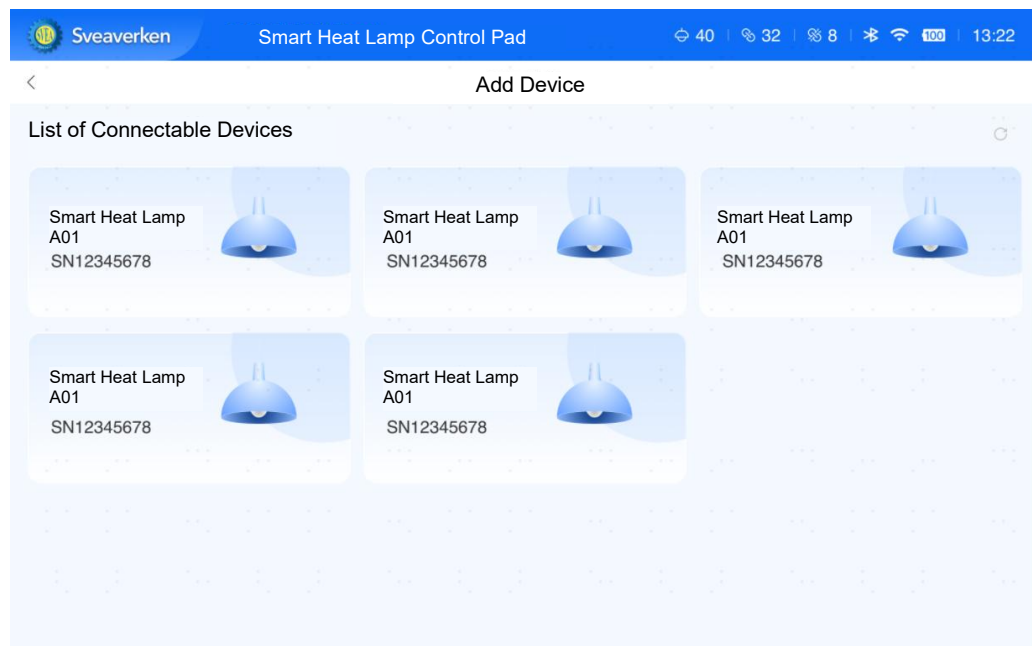 Sveaverken Smart Heat Lamp Control Pad 40 32 8 100 13:22
Add Device
List of Connectable Devices
Smart Heat Lamp
A01
SN12345678
Smart Heat Lamp
A01
SN12345678
Smart Heat Lamp
A01
SN12345678
Smart Heat Lamp
A01
SN12345678
Smart Heat Lamp
A01
SN12345678